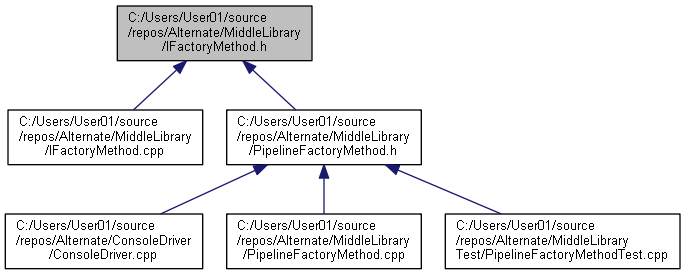 C:/Users/User01/source
/repos/Alternate/MiddleLibrary
/IFactoryMethod.h
C:/Users/User01/source
/repos/Alternate/MiddleLibrary
/IFactoryMethod.cpp
C:/Users/User01/source
/repos/Alternate/MiddleLibrary
/PipelineFactoryMethod.h
C:/Users/User01/source
/repos/Alternate/ConsoleDriver
/ConsoleDriver.cpp
C:/Users/User01/source
/repos/Alternate/MiddleLibrary
/PipelineFactoryMethod.cpp
C:/Users/User01/source
/repos/Alternate/MiddleLibrary
Test/PipelineFactoryMethodTest.cpp